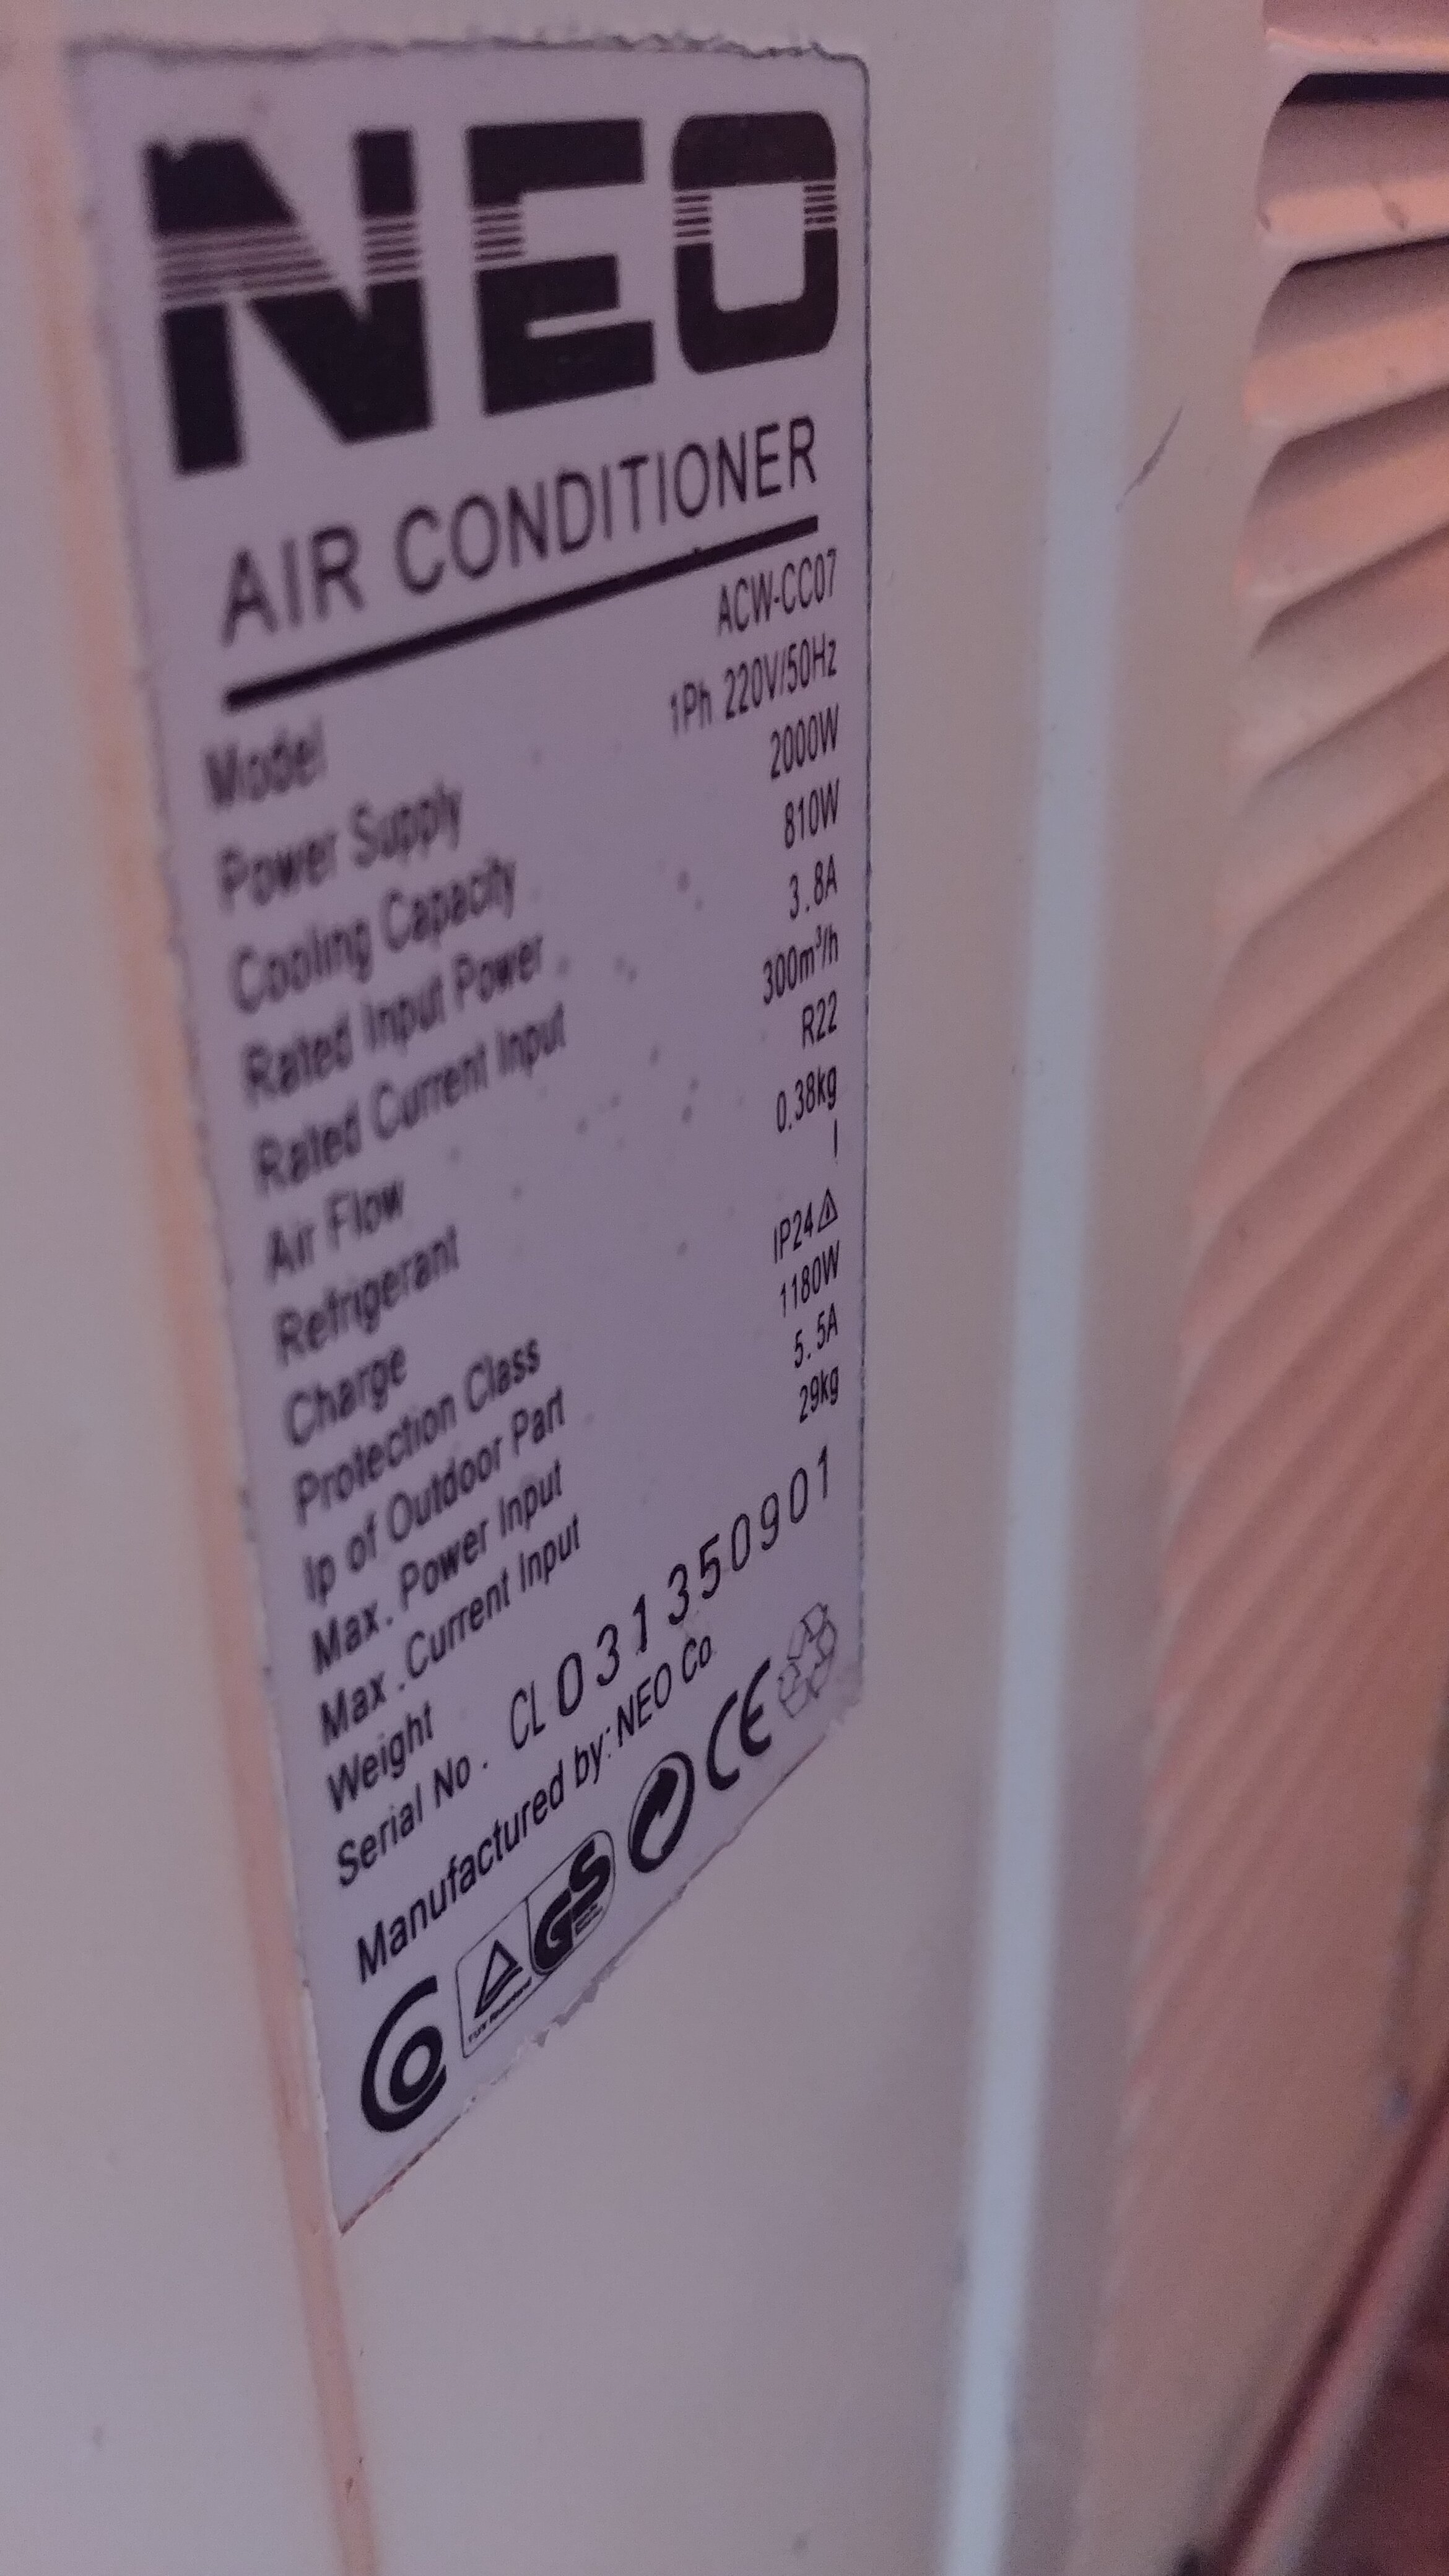 NEO
AIR CONDITIONER
Model ACW-CC07
Power Supply 1Ph 220V/50Hz
Cooling Capacity 2000W
Rated Input Power 810W
Rated Current Input 3.8A
Air Flow 300m³/h
Refrigerant R22
Charge 0.38kg
Protection Class I
Ip of Outdoor Part IP24
Max. Power Input 1180W
Max.Current Input 5.5A
Weight 29kg
Serial No. CL031350901
Manufactured by: NEO Co
GS CE